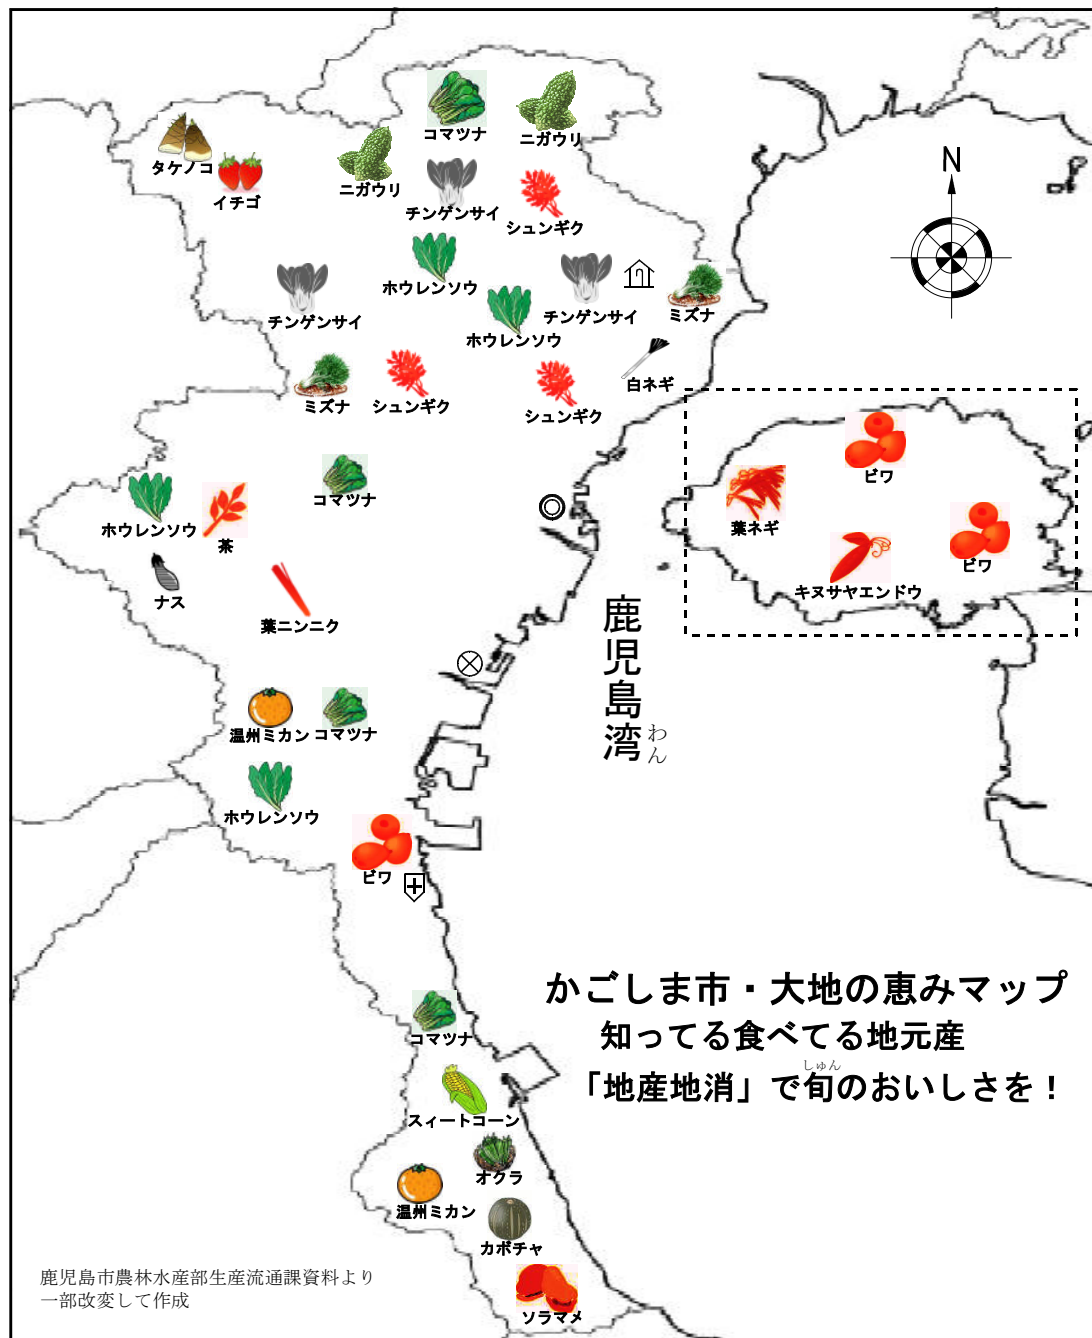 コマツナ
ニガウリ
タケノコ
イチゴ
ニガウリ
チンゲンサイ
シュンギク
N
ホウレンソウ
チンゲンサイ
ホウレンソウ
チンゲンサイ
ミズナ
ミズナ
シュンギク
シュンギク
白ネギ
コマツナ
ビワ
ホウレンソウ
茶
葉ネギ
ビワ
ナス
葉ニンニク
キヌサヤエンドウ
鹿児島湾
わん
温州ミカン
コマツナ
ホウレンソウ
ビワ
かごしま市・大地の恵みマップ
知ってる食べてる地元産
しゅん
「地産地消」で旬のおいしさを！
コマツナ
スィートコーン
オクラ
温州ミカン
カボチャ
ソラマメ
鹿児島市農林水産部生産流通課資料より
一部改変して作成